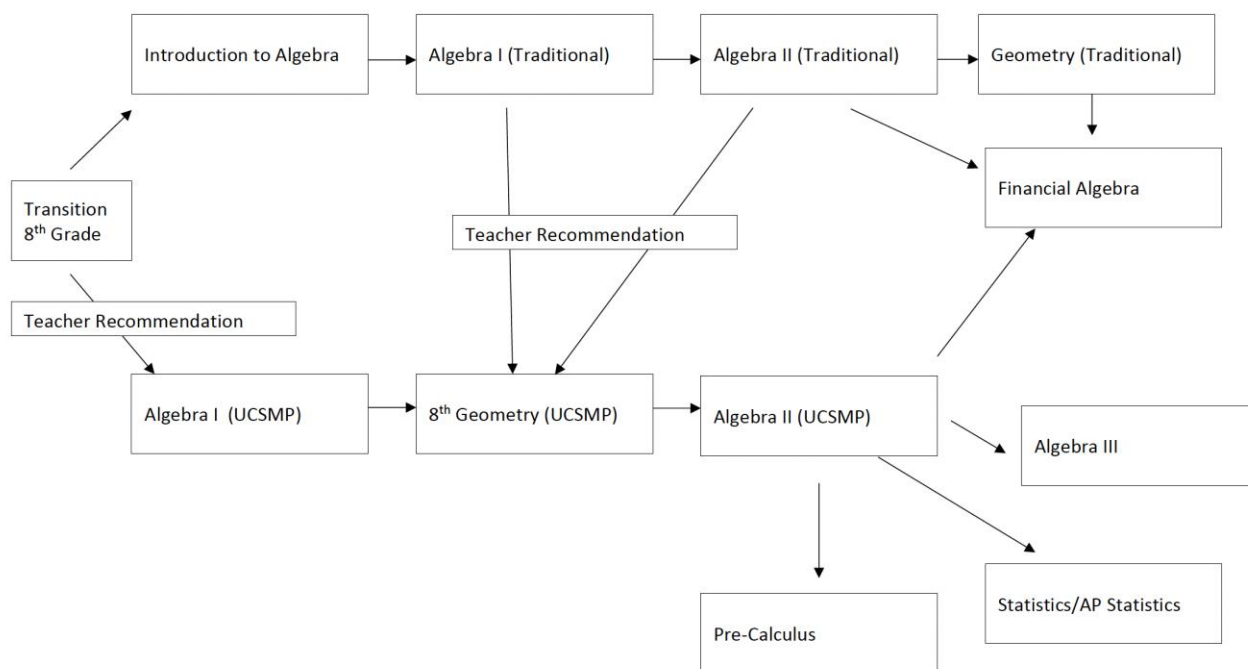 Introduction to Algebra
Algebra I (Traditional)
Algebra II (Traditional)
Geometry (Traditional)
Financial Algebra
Transition
8th Grade
Teacher Recommendation
Teacher Recommendation
Algebra I  (UCSMP)
8th Geometry (UCSMP)
Algebra II (UCSMP)
Algebra III
Statistics/AP Statistics
Pre-Calculus